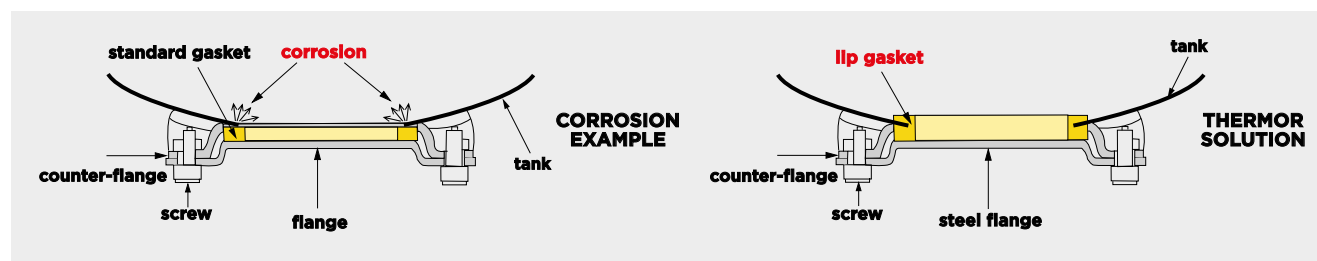 standard gasket
corrosion
CORROSION
EXAMPLE
tank
counter-flange
screw
flange
lip gasket
tank
THERMOR
SOLUTION
counter-flange
screw
steel flange